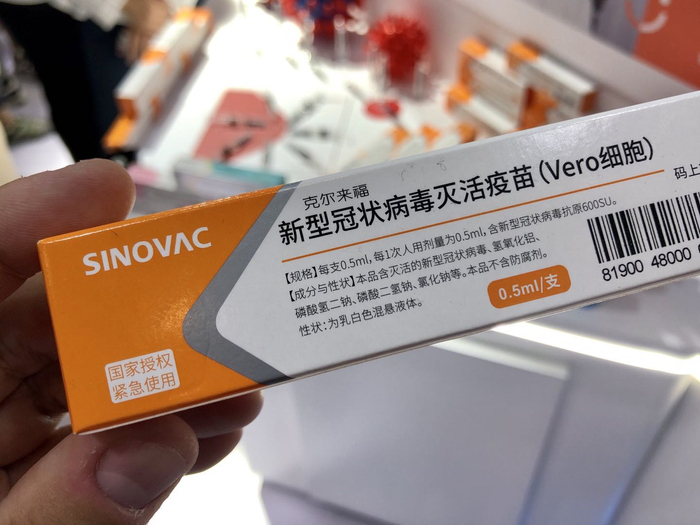 SINOVAC
国家授权
紧急使用
克尔来福
新型冠状病毒灭活疫苗(Vero细胞)
【规格】每支0.5ml, 每1次人用剂量为0.5ml, 含新型冠状病毒抗原600SU。
【成分与性状】本品含灭活的新型冠状病毒、氢氧化铝、
磷酸氢二钠、磷酸二氢钠、氯化钠等。本品不含防腐剂。
性状：为乳白色混悬液体。
0.5ml/支
码上
81900 48000